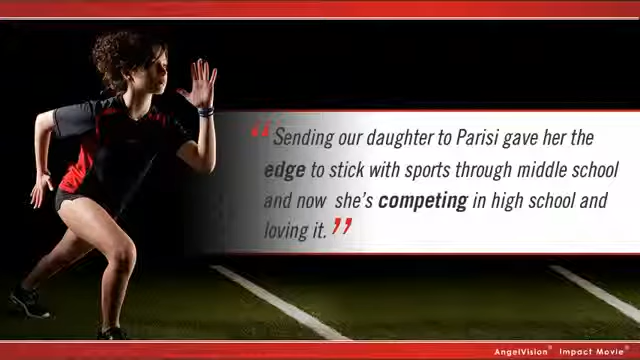 “Sending our daughter to Parisi gave her the
edge to stick with sports through middle school
and now she's competing in high school and
loving it.”
AngelVision® Impact Movie®